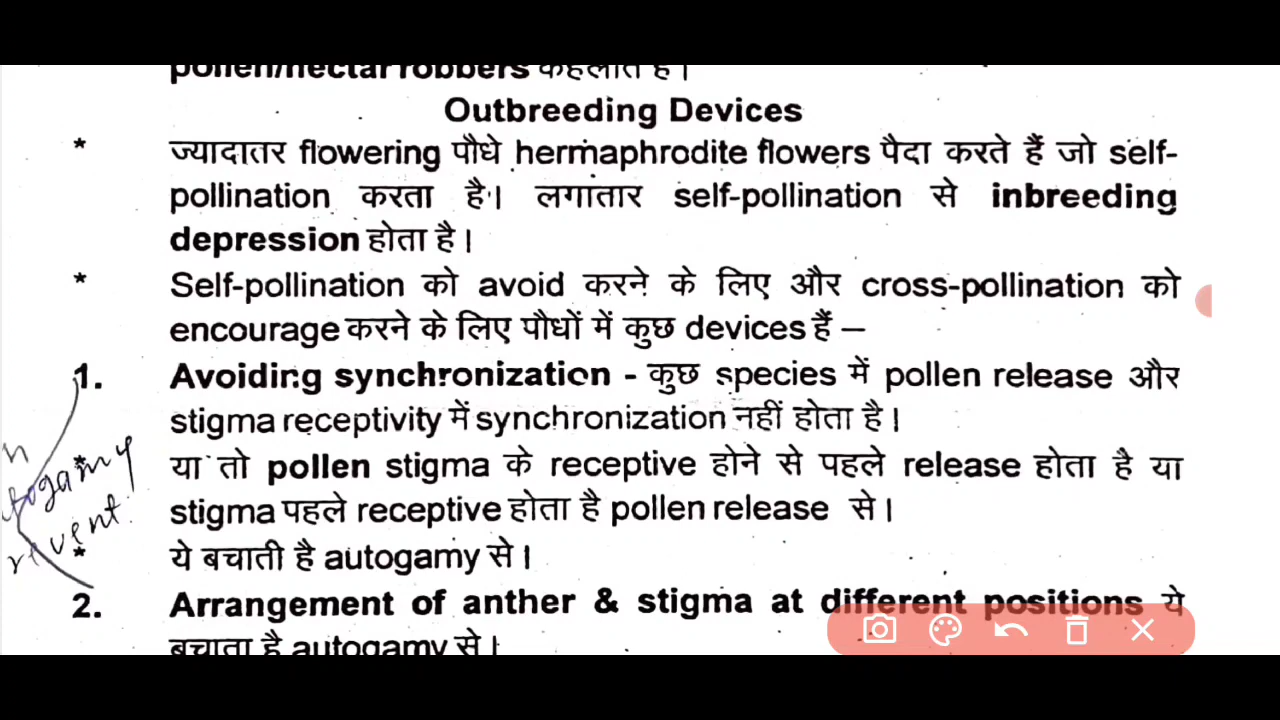 pollen/nectar robbers कहलाते हैं।
Outbreeding Devices
* ज्यादातर flowering पौधे hermaphrodite flowers पैदा करते हैं जो self-
pollination करता है। लगातार self-pollination से inbreeding
depression होता है।
* Self-pollination को avoid करने के लिए और cross-pollination को
encourage करने के लिए पौधों में कुछ devices हैं –
1. Avoiding synchronization - कुछ species में pollen release और
stigma receptivity में synchronization नहीं होता है।
* या तो pollen stigma के receptive होने से पहले release होता है या
stigma पहले receptive होता है pollen release से।
* ये बचाती है autogamy से।
2. Arrangement of anther & stigma at different positions ये
बचाता है autogamy से।